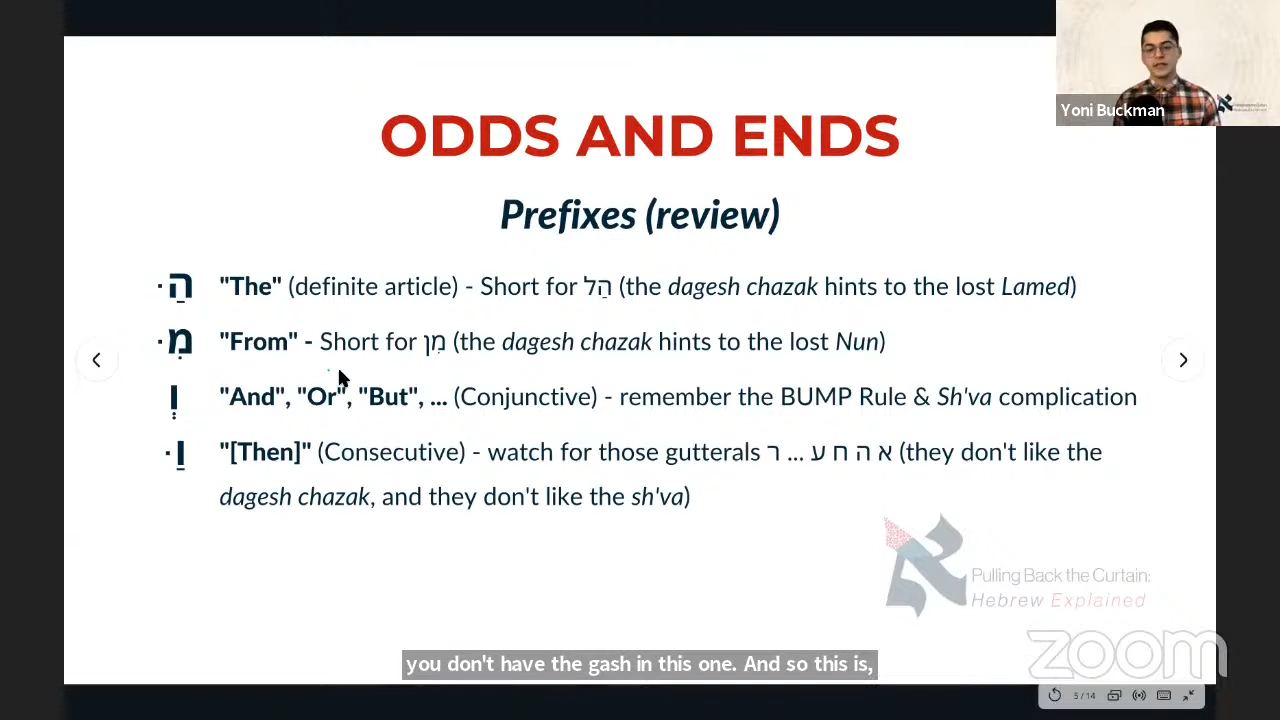 Yoni Buckman
ODDS AND ENDS
Prefixes (review)
הַ· "The" (definite article) - Short for הַל (the dagesh chazak hints to the lost Lamed)
מִ· "From" - Short for מִן (the dagesh chazak hints to the lost Nun)
וְ "And", "Or", "But", ... (Conjunctive) - remember the BUMP Rule & Sh'va complication
וַ· "[Then]" (Consecutive) - watch for those gutterals א ה ח ע ... ר (they don't like the
dagesh chazak, and they don't like the sh'va)
Pulling Back the Curtain:
Hebrew Explained
you don't have the gash in this one. And so this is,
zoom
5 / 14